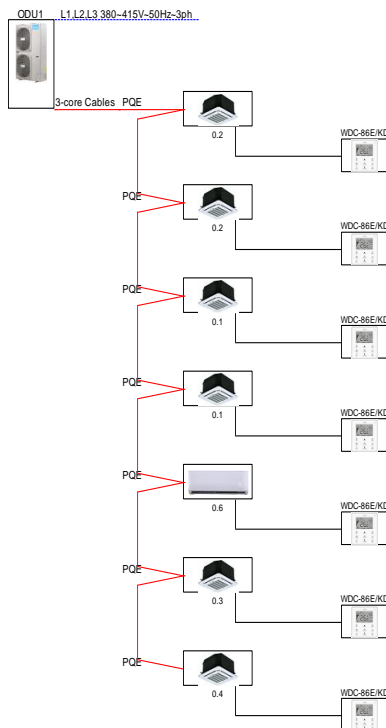 ODU1 L1,L2,L3 380~415V~50Hz~3ph
3-core Cables PQE
0.2
WDC-86E/KD
PQE
0.2
WDC-86E/KD
PQE
0.1
WDC-86E/KD
PQE
0.1
WDC-86E/KD
PQE
0.6
WDC-86E/KD
PQE
0.3
WDC-86E/KD
PQE
0.4
WDC-86E/KD